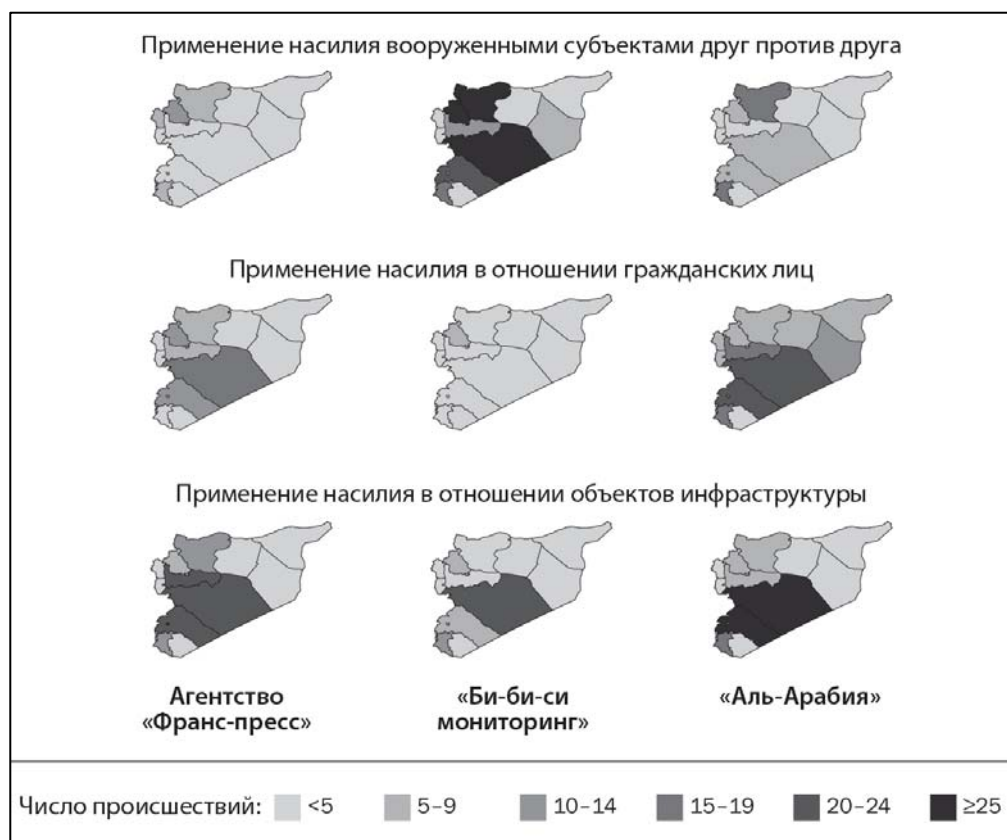 Применение насилия вооруженными субъектами друг против друга
Применение насилия в отношении гражданских лиц
Применение насилия в отношении объектов инфраструктуры
Агентство
«Франс-пресс»
«Би-би-си
мониторинг»
«Аль-Арабия»
Число происшествий: <5 5–9 10–14 15–19 20–24 ≥25